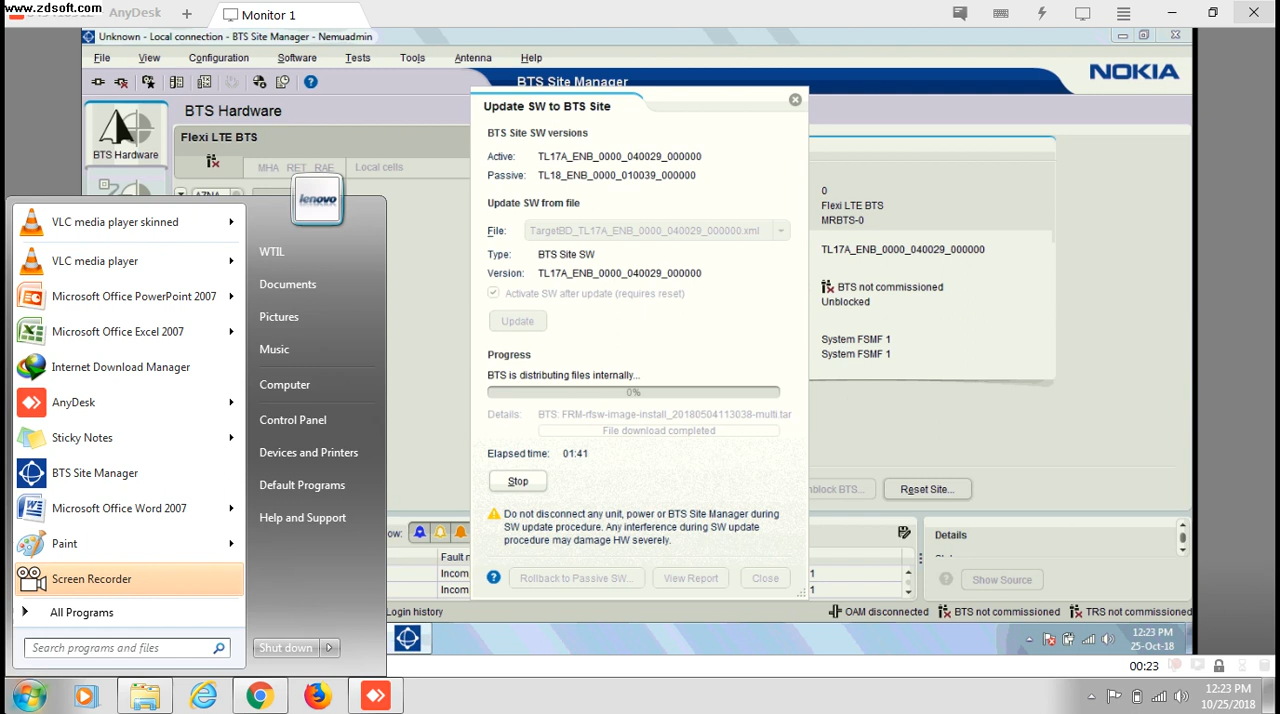 www.zdsoft.com
AnyDesk
Monitor 1
Unknown - Local connection - BTS Site Manager - Nemuadmin
File View Configuration Software Tests Tools Antenna Help
BTS Site Manager
NOKIA
BTS Hardware
Flexi LTE BTS
BTS Hardware
MHA RET RAE Local cells
Update SW to BTS Site
BTS Site SW versions
Active: TL17A_ENB_0000_040029_000000
Passive: TL18_ENB_0000_010039_000000
Update SW from file
File: TargetBD_TL17A_ENB_0000_040029_000000.xml
Type: BTS Site SW
Version: TL17A_ENB_0000_040029_000000
Activate SW after update (requires reset)
Update
Progress
BTS is distributing files internally...
0%
Details: BTS: FRM-rfsw-image-install_20180504113038-multi.tar
File download completed
Elapsed time: 01:41
Stop
Do not disconnect any unit, power or BTS Site Manager during
SW update procedure. Any interference during SW update
procedure may damage HW severely.
Rollback to Passive SW... View Report Close
0
Flexi LTE BTS
MRBTS-0
TL17A_ENB_0000_040029_000000
BTS not commissioned
Unblocked
System FSMF 1
System FSMF 1
block BTS... Reset Site...
ow:
Fault n
Incom 1
Incom 1
Details
Show Source
Login history
OAM disconnected BTS not commissioned TRS not commissioned
12:23 PM
25-Oct-18
00:23
lenovo
VLC media player skinned
VLC media player
Microsoft Office PowerPoint 2007
Microsoft Office Excel 2007
Internet Download Manager
AnyDesk
Sticky Notes
BTS Site Manager
Microsoft Office Word 2007
Paint
Screen Recorder
All Programs
Search programs and files
WTIL
Documents
Pictures
Music
Computer
Control Panel
Devices and Printers
Default Programs
Help and Support
Shut down
12:23 PM
10/25/2018